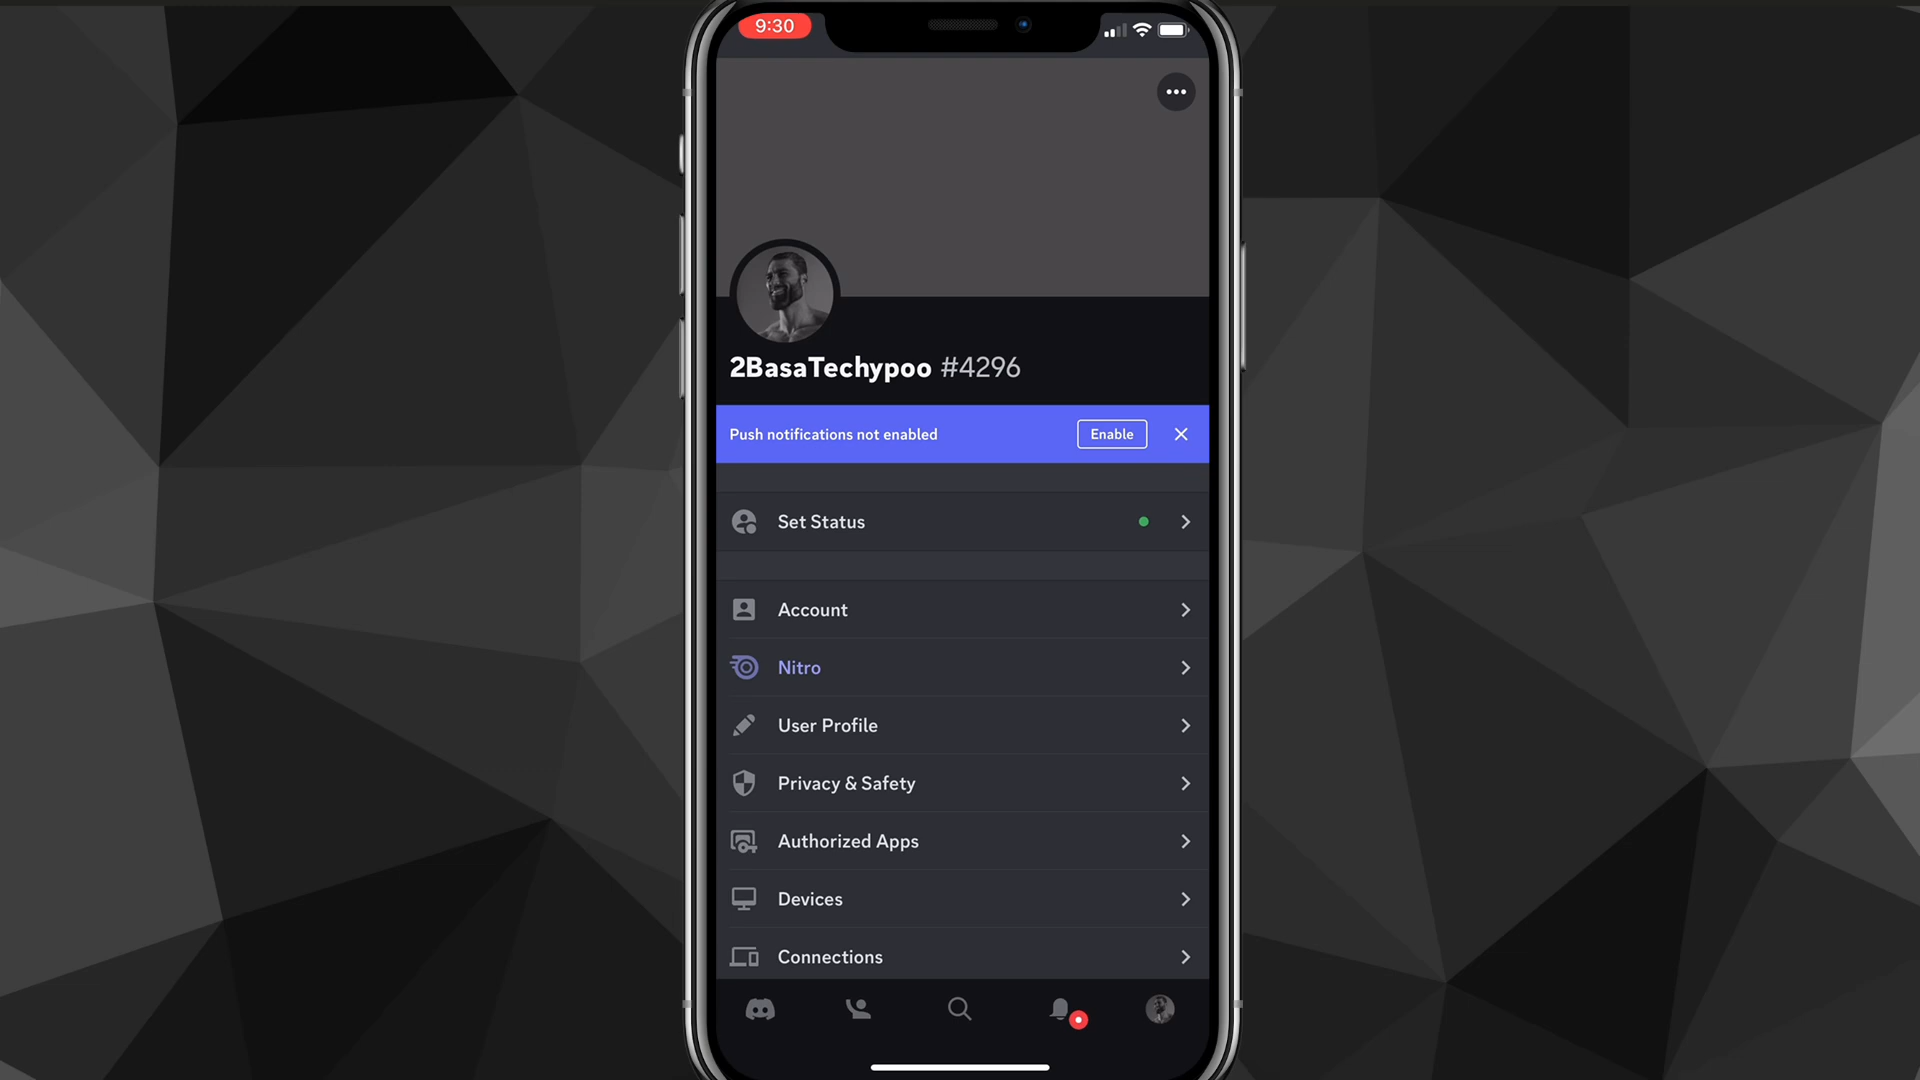 9:30
2BasaTechypoo #4296
Push notifications not enabled
Enable
Set Status
Account
Nitro
User Profile
Privacy & Safety
Authorized Apps
Devices
Connections